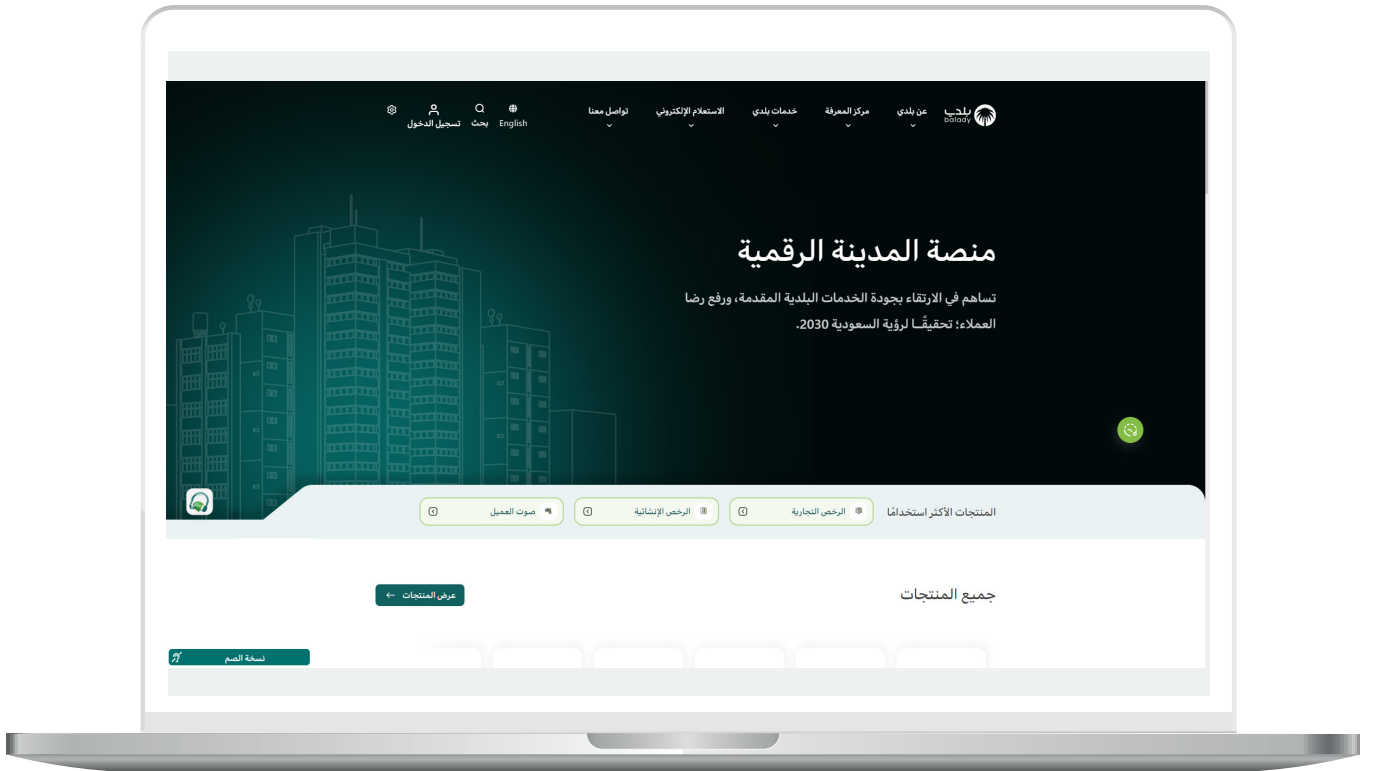 بلدي
balady
عن بلدي
مركز المعرفة
خدمات بلدي
الاستعلام الإلكتروني
تواصل معنا
English
بحث
تسجيل الدخول
منصة المدينة الرقمية
تساهم في الارتقاء بجودة الخدمات البلدية المقدمة، ورفع رضا
العملاء؛ تحقيقًـا لرؤية السعودية 2030.
المنتجات الأكثر استخدامًا
الرخص التجارية
الرخص الإنشائية
صوت العميل
جميع المنتجات
عرض المنتجات
نسخة الصم